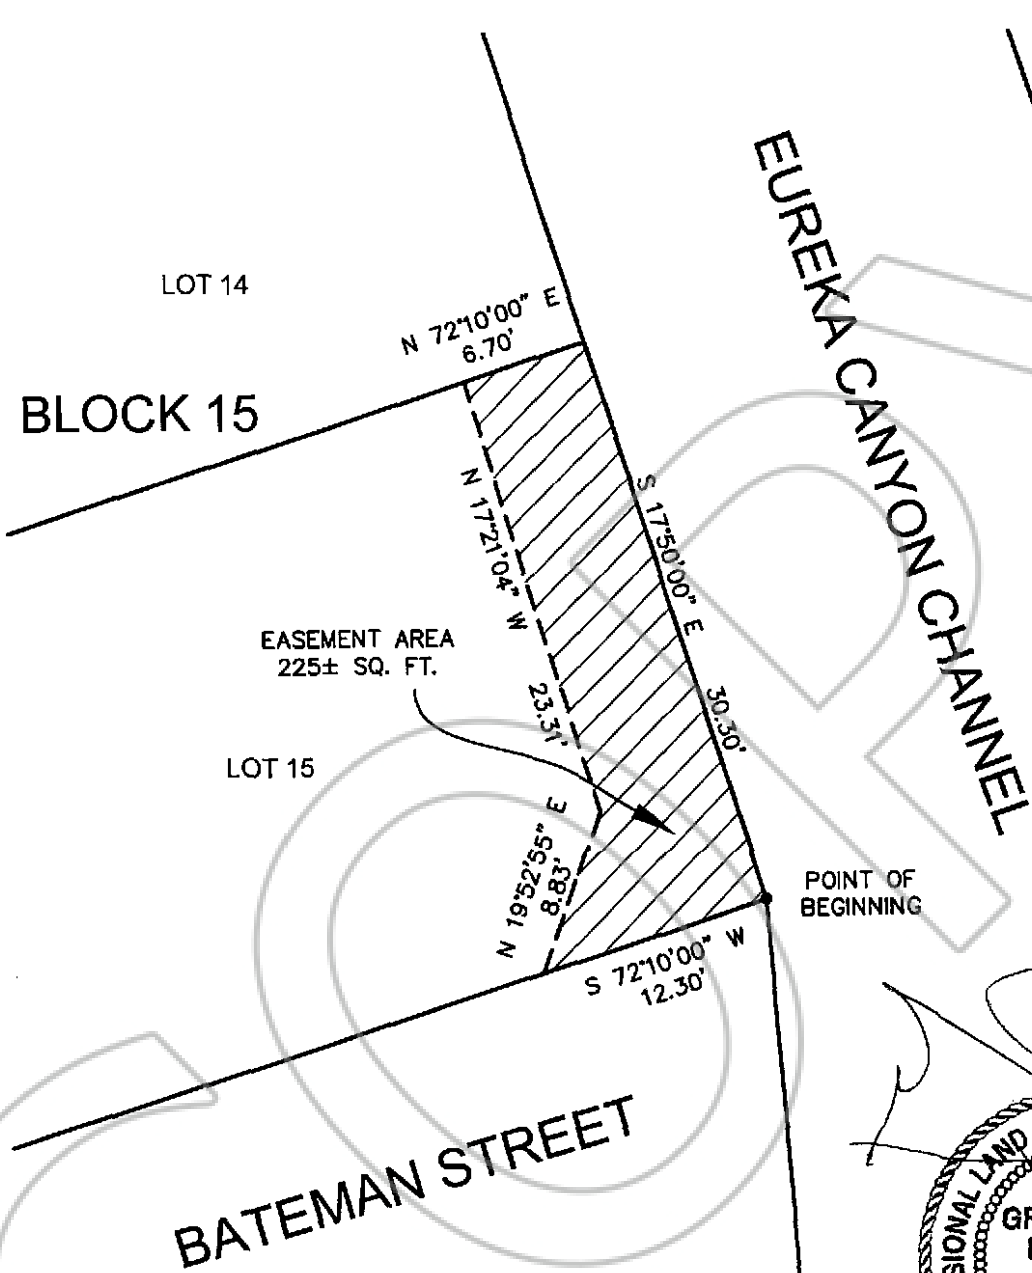 LOT 14
N 72°10'00" E
6.70'
BLOCK 15
EUREKA CANYON CHANNEL
N 17°21'04" W
23.31'
S 17°50'00" E
30.30'
EASEMENT AREA
225± SQ. FT.
LOT 15
N 19°52'55" E
8.83'
POINT OF
BEGINNING
S 72°10'00" W
12.30'
BATEMAN STREET
LAND